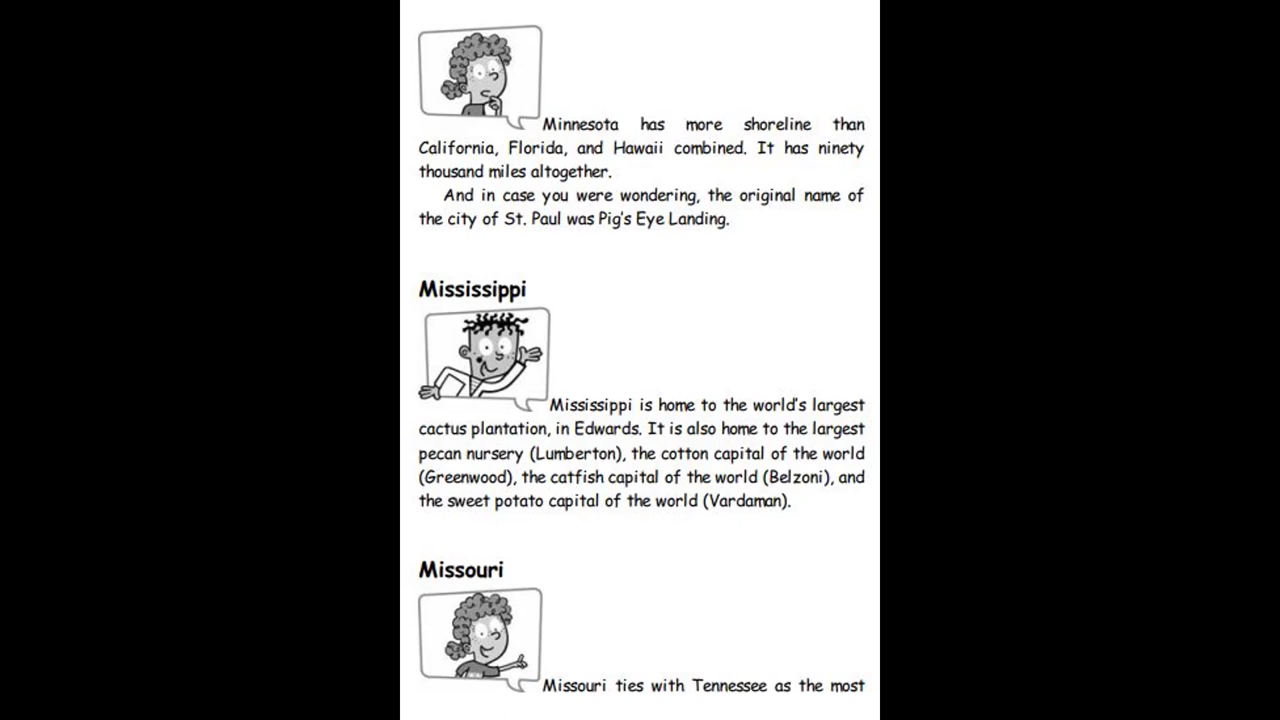 Minnesota has more shoreline than
California, Florida, and Hawaii combined. It has ninety
thousand miles altogether.
And in case you were wondering, the original name of
the city of St. Paul was Pig's Eye Landing.
Mississippi
Mississippi is home to the world's largest
cactus plantation, in Edwards. It is also home to the largest
pecan nursery (Lumberton), the cotton capital of the world
(Greenwood), the catfish capital of the world (Belzoni), and
the sweet potato capital of the world (Vardaman).
Missouri
Missouri ties with Tennessee as the most